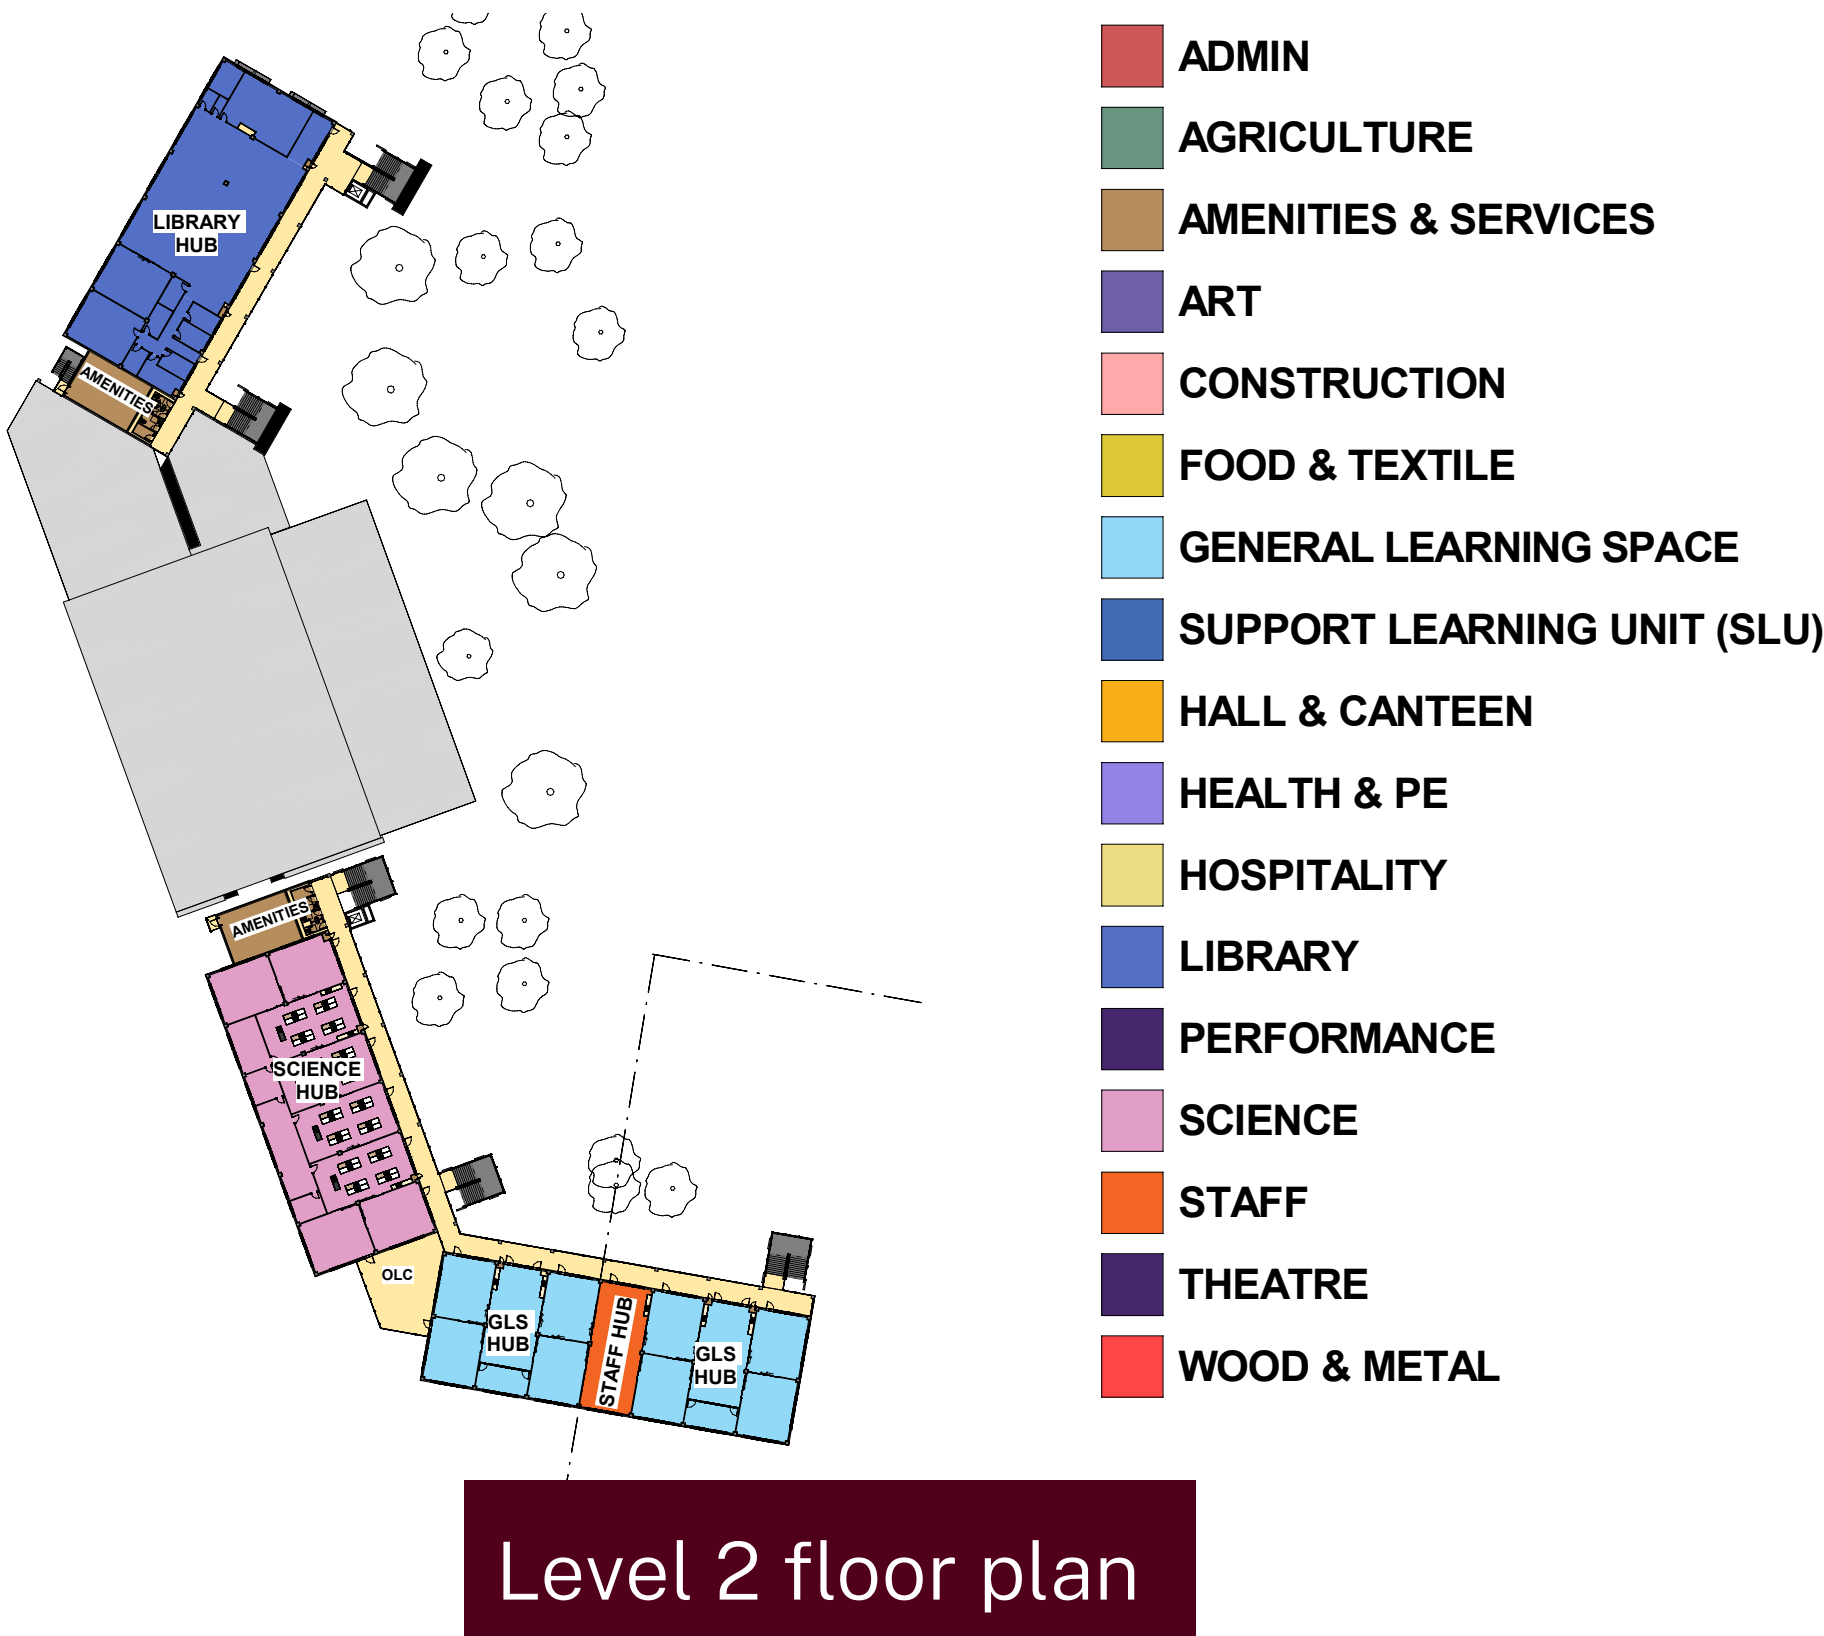 LIBRARY
HUB
AMENITIES
AMENITIES
SCIENCE
HUB
OLC
GLS
HUB
STAFF HUB
GLS
HUB
ADMIN
AGRICULTURE
AMENITIES & SERVICES
ART
CONSTRUCTION
FOOD & TEXTILE
GENERAL LEARNING SPACE
SUPPORT LEARNING UNIT (SLU)
HALL & CANTEEN
HEALTH & PE
HOSPITALITY
LIBRARY
PERFORMANCE
SCIENCE
STAFF
THEATRE
WOOD & METAL
Level 2 floor plan